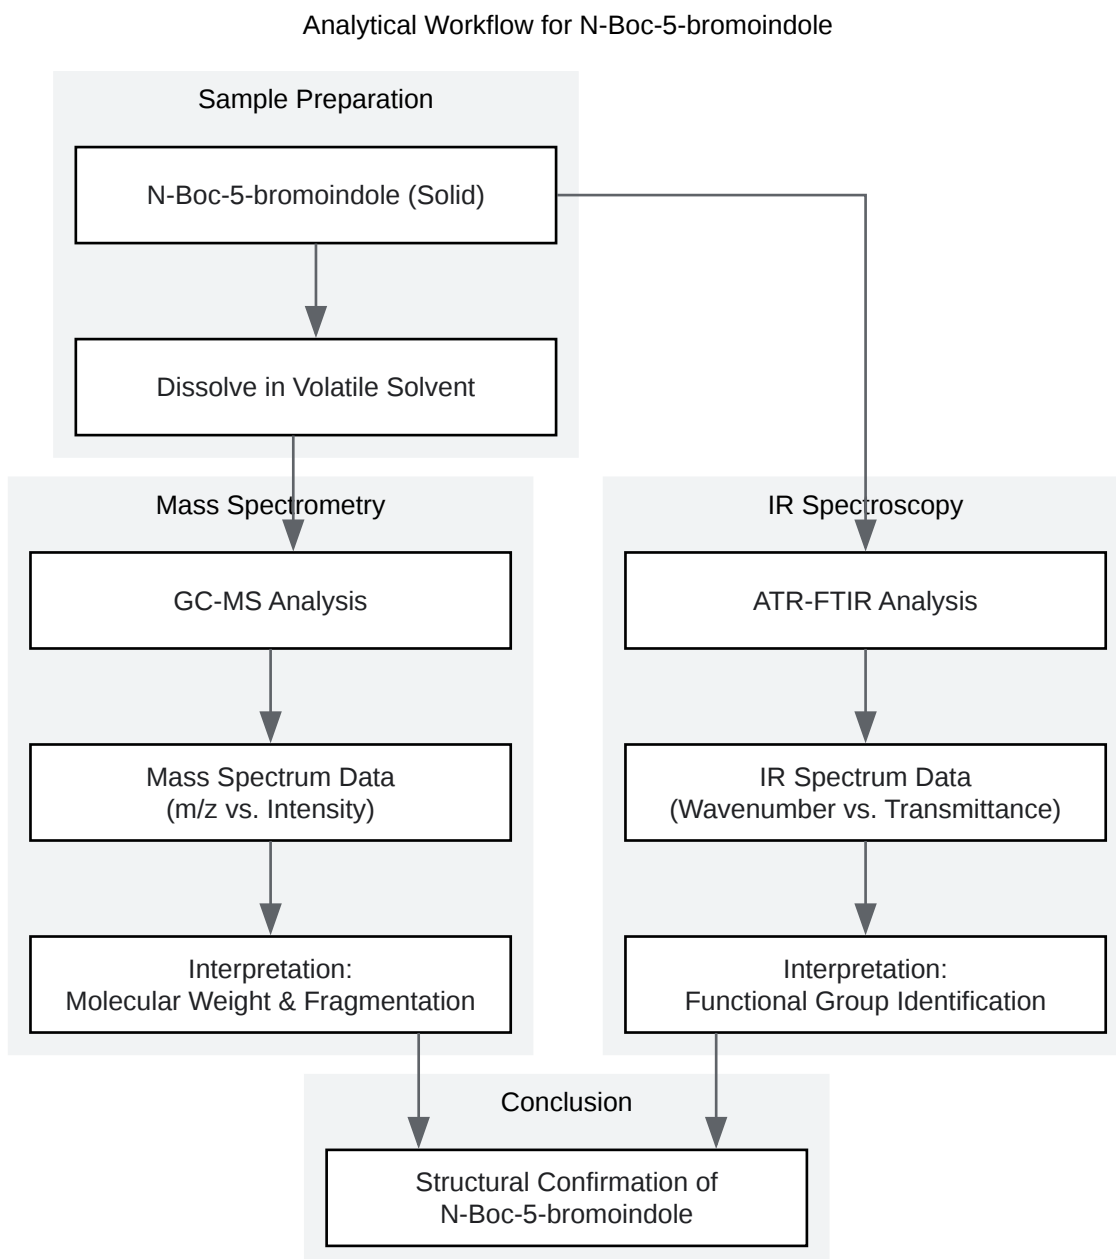 Analytical Workflow for N-Boc-5-bromoindole
Sample Preparation
N-Boc-5-bromoindole (Solid)
Dissolve in Volatile Solvent
Mass Spectrometry
GC-MS Analysis
Mass Spectrum Data
(m/z vs. Intensity)
Interpretation:
Molecular Weight & Fragmentation
IR Spectroscopy
ATR-FTIR Analysis
IR Spectrum Data
(Wavenumber vs. Transmittance)
Interpretation:
Functional Group Identification
Conclusion
Structural Confirmation of
N-Boc-5-bromoindole